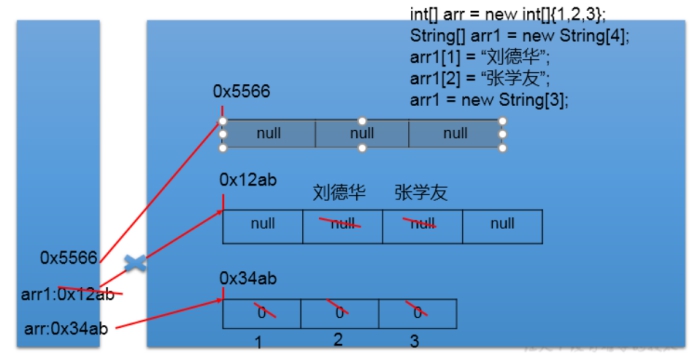 int[] arr = new int[]{1,2,3};
String[] arr1 = new String[4];
arr1[1] = “刘德华”;
arr1[2] = “张学友”;
arr1 = new String[3];
0x5566
null null null
0x12ab
刘德华 张学友
null null null null
0x5566
arr1:0x12ab
arr:0x34ab
0x34ab
0 0 0
1 2 3